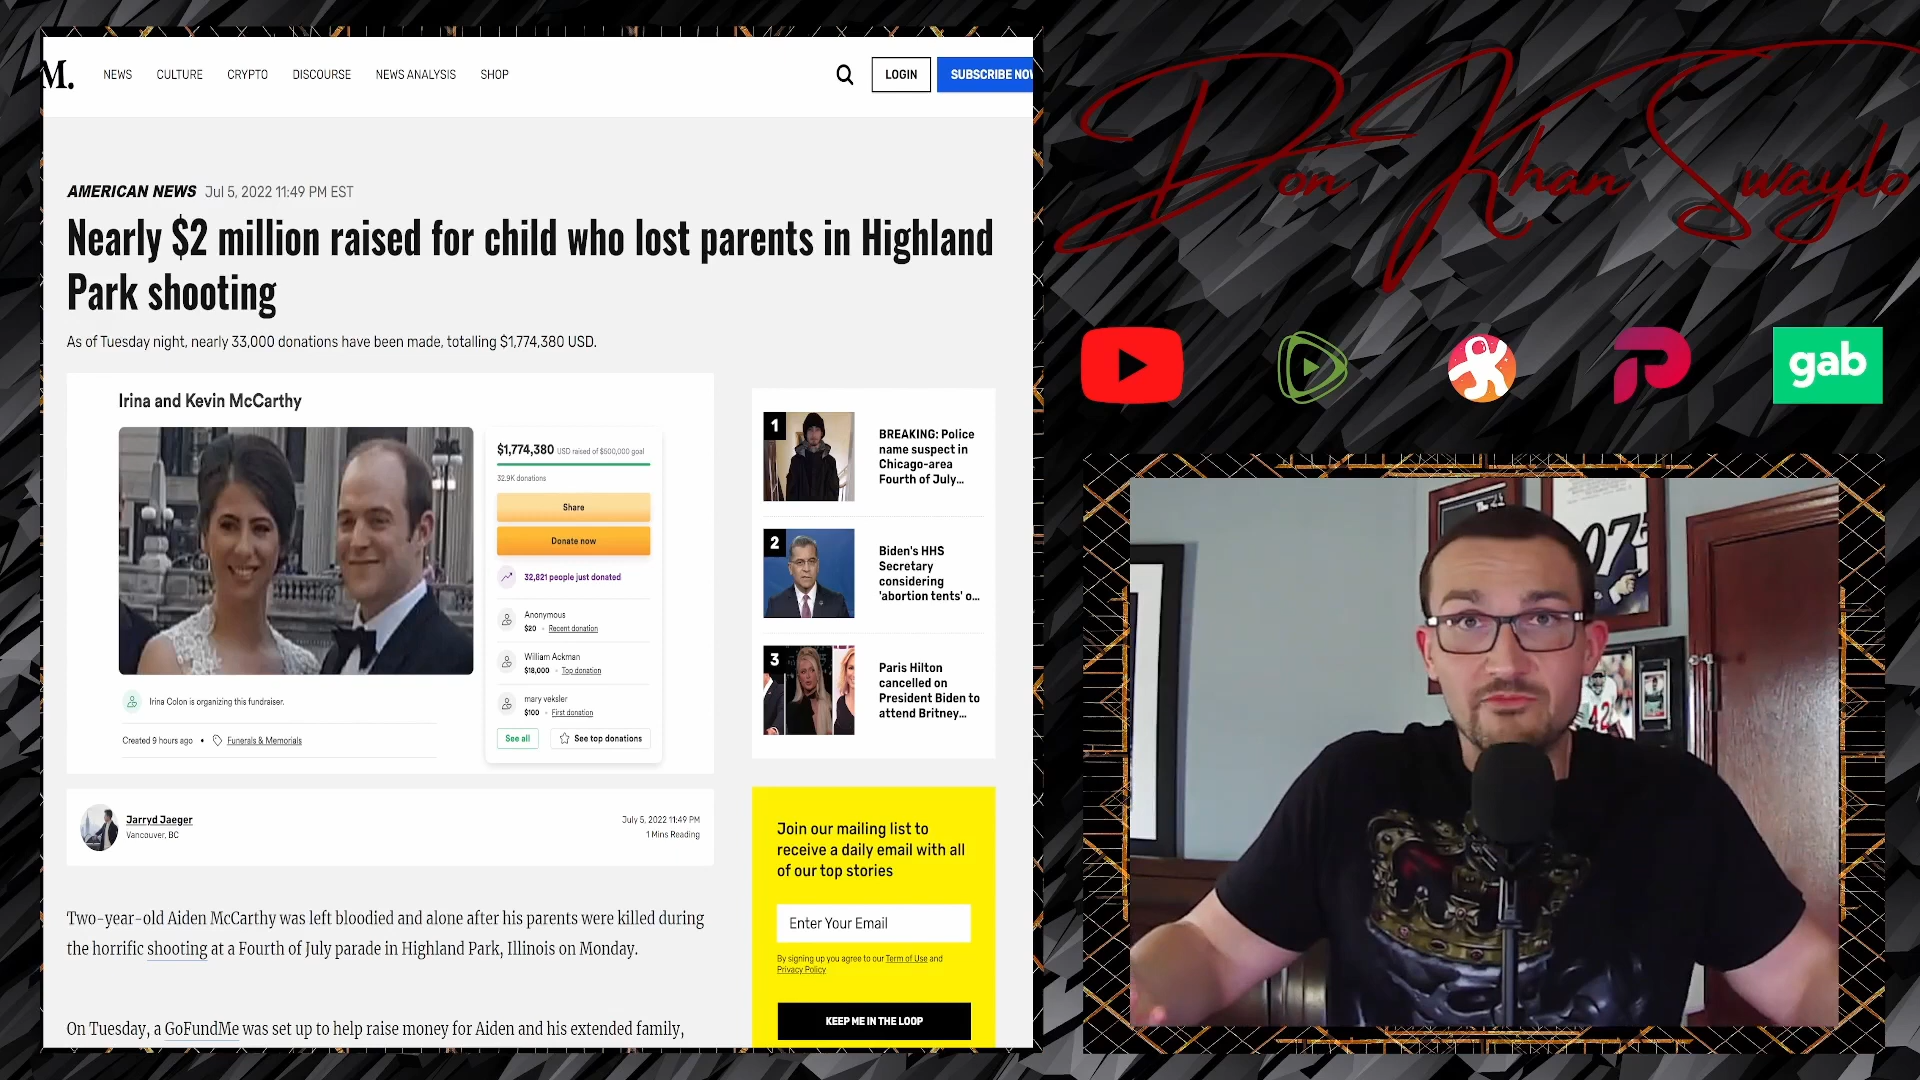 M.
NEWS
CULTURE
CRYPTO
DISCOURSE
NEWS ANALYSIS
SHOP
LOGIN
SUBSCRIBE NOW
AMERICAN NEWS Jul 5, 2022 11:49 PM EST
Nearly $2 million raised for child who lost parents in Highland
Park shooting
As of Tuesday night, nearly 33,000 donations have been made, totalling $1,774,380 USD.
Irina and Kevin McCarthy
$1,774,380 USD raised of $500,000 goal
32.9K donations
Share
Donate now
32,821 people just donated
Anonymous
$20 • Recent donation
William Ackman
$18,000 • Top donation
mary veksler
$100 • First donation
See all
See top donations
Irina Colon is organizing this fundraiser.
Created 9 hours ago • Funerals & Memorials
Jarryd Jaeger
Vancouver, BC
July 5, 2022 11:49 PM
1 Mins Reading
Two-year-old Aiden McCarthy was left bloodied and alone after his parents were killed during
the horrific shooting at a Fourth of July parade in Highland Park, Illinois on Monday.
On Tuesday, a GoFundMe was set up to help raise money for Aiden and his extended family,
1
BREAKING: Police
name suspect in
Chicago-area
Fourth of July...
2
Biden's HHS
Secretary
considering
'abortion tents' o...
3
Paris Hilton
cancelled on
President Biden to
attend Britney...
Join our mailing list to
receive a daily email with all
of our top stories
Enter Your Email
By signing up you agree to our Term of Use and
Privacy Policy
KEEP ME IN THE LOOP
Don Khan Swaylo
gab
007
42